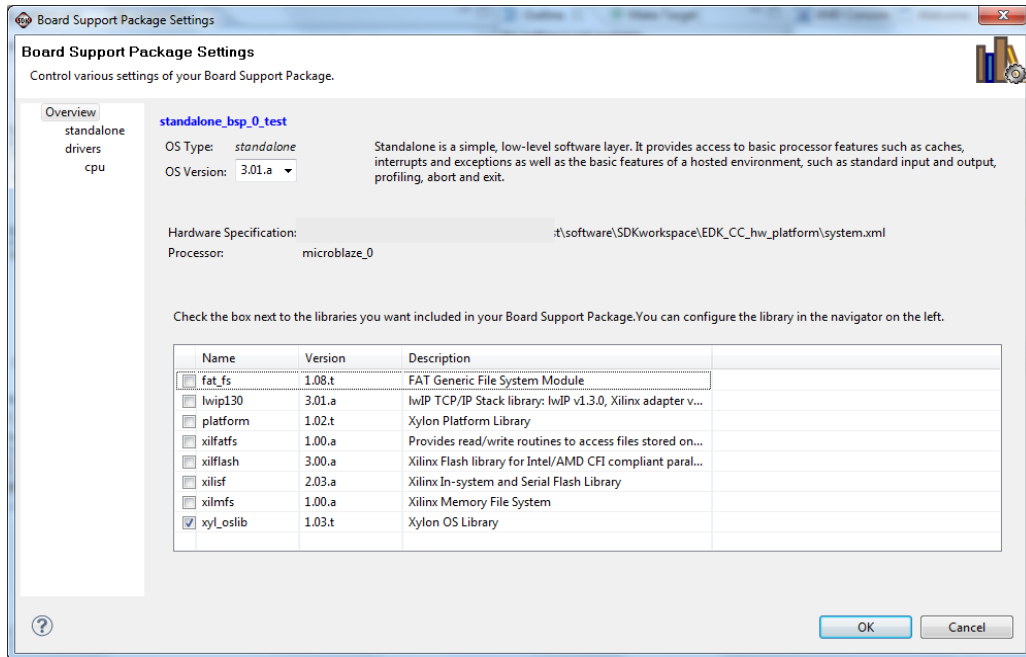 Board Support Package Settings
Board Support Package Settings
Control various settings of your Board Support Package.
Overview
standalone
drivers
cpu
standalone_bsp_0_test
OS Type: standalone
OS Version: 3.01.a
Standalone is a simple, low-level software layer. It provides access to basic processor features such as caches,
interrupts and exceptions as well as the basic features of a hosted environment, such as standard input and output,
profiling, abort and exit.
Hardware Specification: t\software\SDKworkspace\EDK_CC_hw_platform\system.xml
Processor: microblaze_0
Check the box next to the libraries you want included in your Board Support Package.You can configure the library in the navigator on the left.
Name Version Description
fat_fs 1.08.t FAT Generic File System Module
lwip130 3.01.a lwIP TCP/IP Stack library: lwIP v1.3.0, Xilinx adapter v...
platform 1.02.t Xylon Platform Library
xilfatfs 1.00.a Provides read/write routines to access files stored on...
xilflash 3.00.a Xilinx Flash library for Intel/AMD CFI compliant paral...
xilisf 2.03.a Xilinx In-system and Serial Flash Library
xilmfs 1.00.a Xilinx Memory File System
xyl_oslib 1.03.t Xylon OS Library
OK Cancel